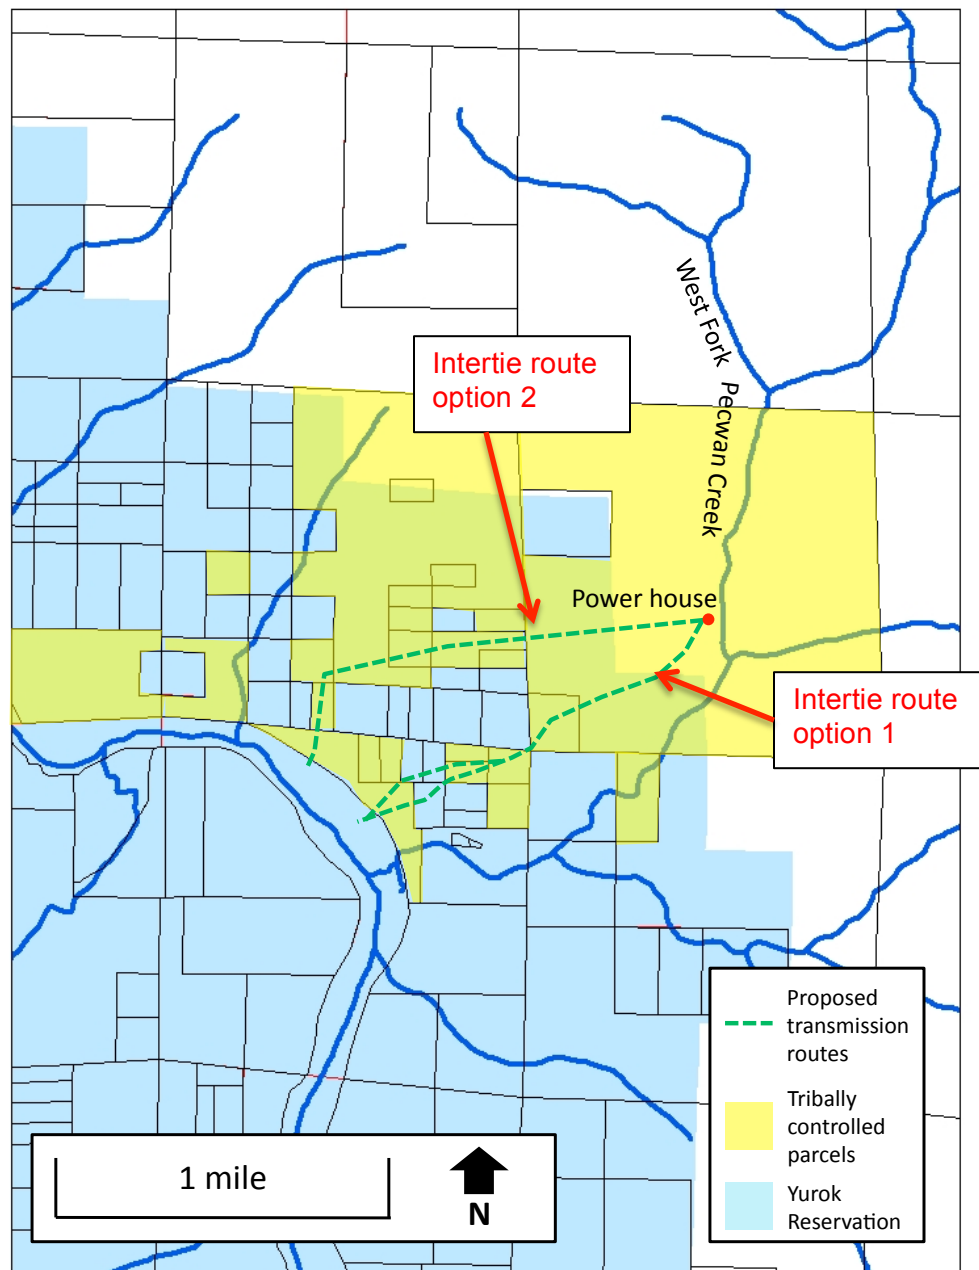 West Fork Pecwan Creek
Intertie route
option 2
Power house
Intertie route
option 1
Proposed
transmission
routes
Tribally
controlled
parcels
Yurok
Reservation
1 mile
N